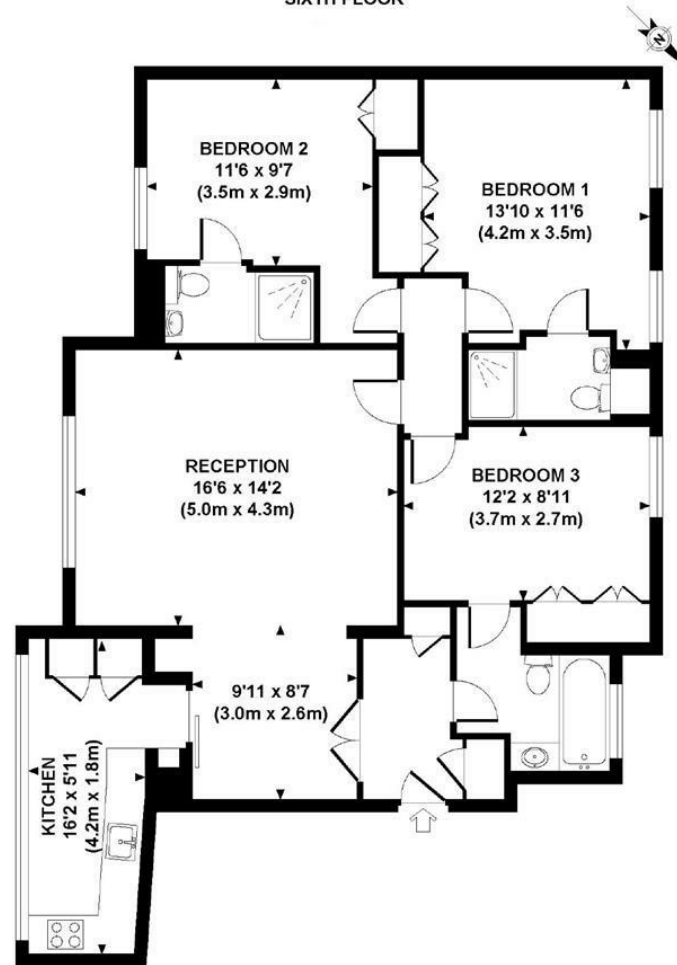 SIXTH FLOOR
N
BEDROOM 2
11'6 x 9'7
(3.5m x 2.9m)
BEDROOM 1
13'10 x 11'6
(4.2m x 3.5m)
RECEPTION
16'6 x 14'2
(5.0m x 4.3m)
BEDROOM 3
12'2 x 8'11
(3.7m x 2.7m)
9'11 x 8'7
(3.0m x 2.6m)
KITCHEN
16'2 x 5'11
(4.2m x 1.8m)